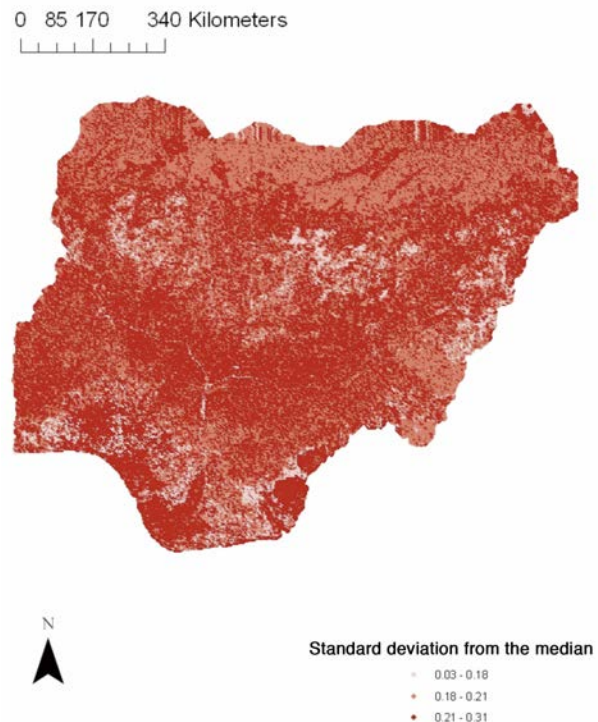 0 85 170 340 Kilometers
N
Standard deviation from the median
0.03 - 0.18
0.18 - 0.21
0.21 - 0.31